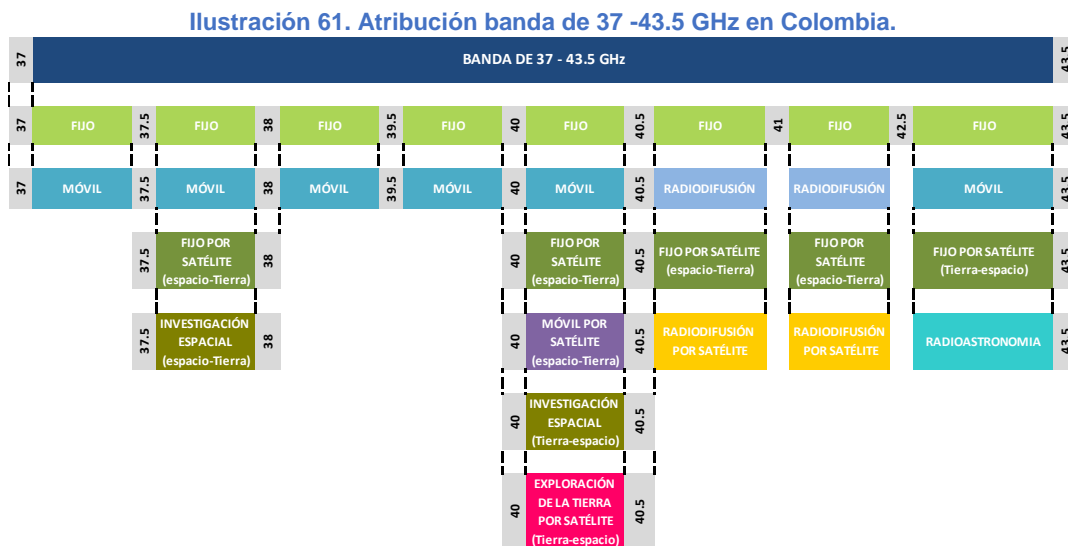 Ilustración 61. Atribución banda de 37 -43.5 GHz en Colombia.
37 BANDA DE 37 - 43.5 GHz 43.5
37 FIJO 37.5 FIJO 38 FIJO 39.5 FIJO 40 FIJO 40.5 FIJO 41 FIJO 42.5 FIJO 43.5
37 MÓVIL 37.5 MÓVIL 38 MÓVIL 39.5 MÓVIL 40 MÓVIL 40.5 RADIODIFUSIÓN RADIODIFUSIÓN MÓVIL 43.5
37.5
FIJO POR
SATÉLITE
(espacio-Tierra)
38
40
FIJO POR
SATÉLITE
(espacio-Tierra)
40.5
FIJO POR SATÉLITE
(espacio-Tierra)
FIJO POR
SATÉLITE
(espacio-Tierra)
FIJO POR SATÉLITE
(Tierra-espacio)
43.5
37.5
INVESTIGACIÓN
ESPACIAL
(espacio-Tierra)
38
40
MÓVIL POR
SATÉLITE
(espacio-Tierra)
40.5
RADIODIFUSIÓN
POR SATÉLITE
RADIODIFUSIÓN
POR SATÉLITE
RADIOASTRONOMIA
43.5
40
INVESTIGACIÓN
ESPACIAL
(Tierra-espacio)
40.5
40
EXPLORACIÓN
DE LA TIERRA
POR SATÉLITE
(Tierra-espacio)
40.5